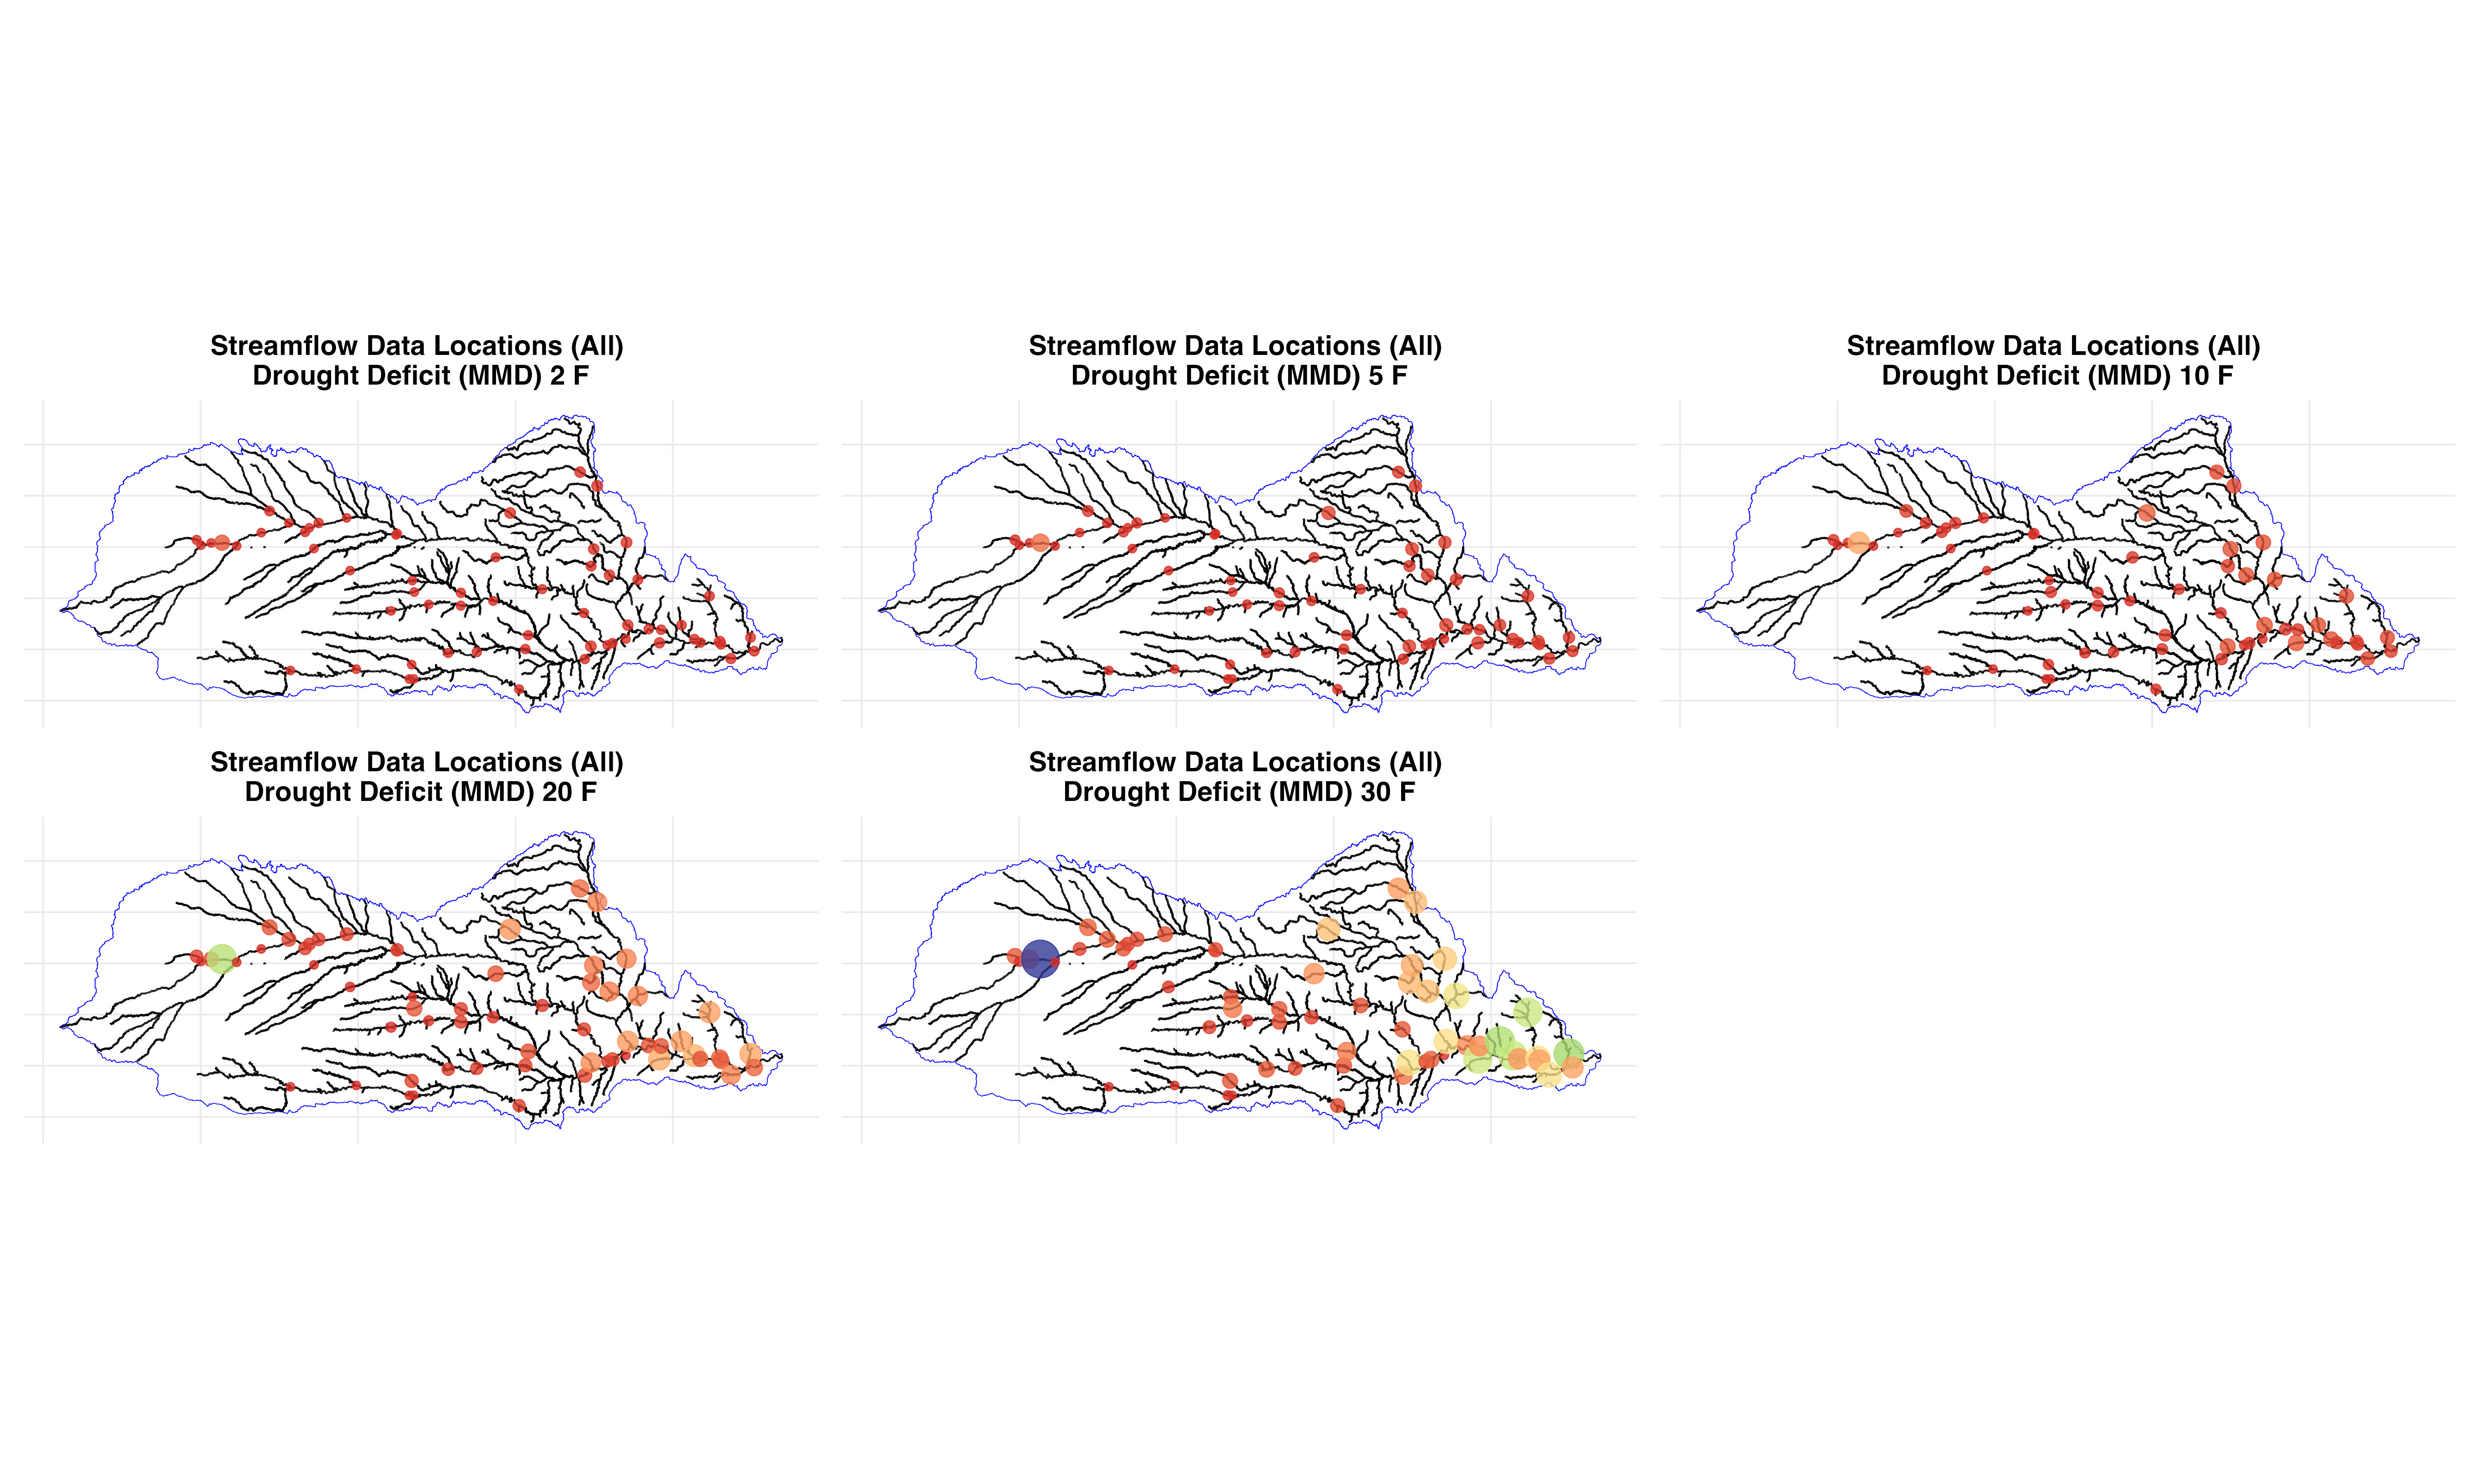 Streamflow Data Locations (All)
Drought Deficit (MMD) 2 F
Streamflow Data Locations (All)
Drought Deficit (MMD) 5 F
Streamflow Data Locations (All)
Drought Deficit (MMD) 10 F
Streamflow Data Locations (All)
Drought Deficit (MMD) 20 F
Streamflow Data Locations (All)
Drought Deficit (MMD) 30 F